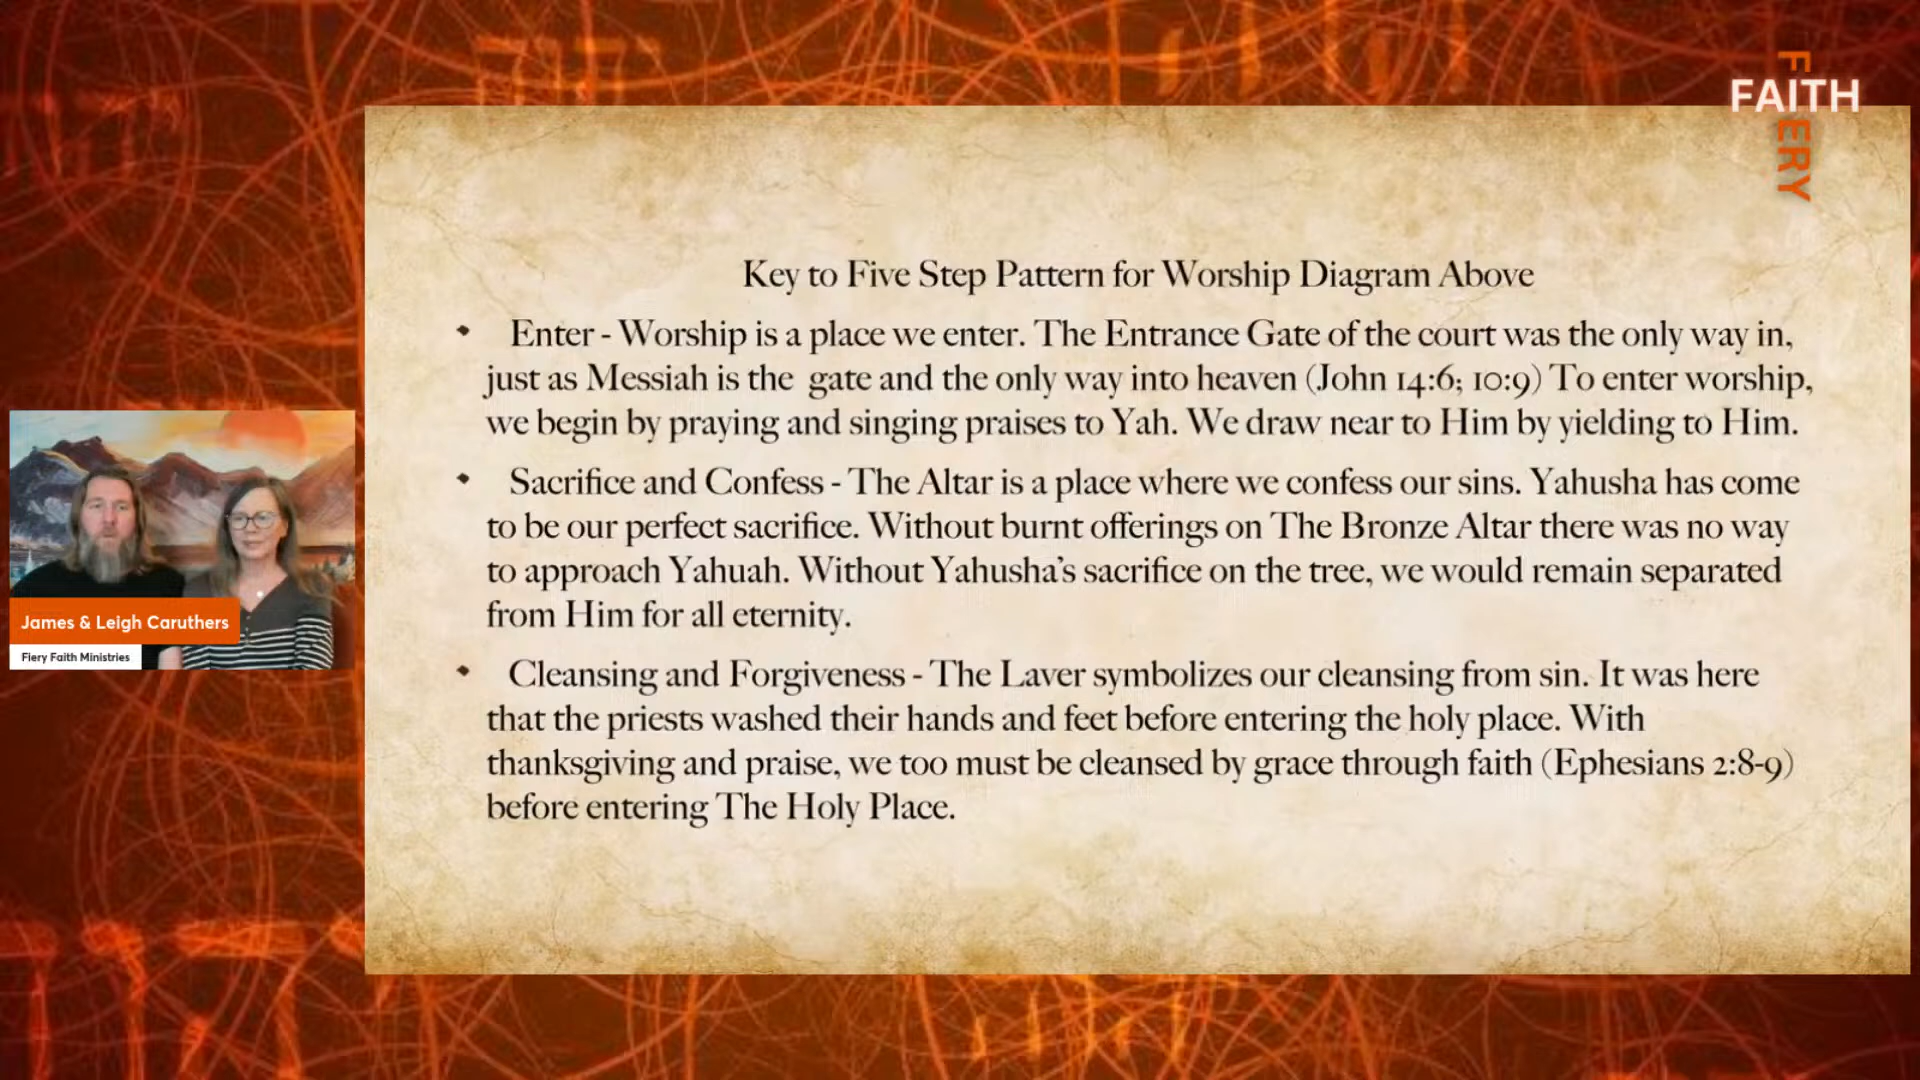 FIERY
FAITH
Key to Five Step Pattern for Worship Diagram Above
• Enter - Worship is a place we enter. The Entrance Gate of the court was the only way in,
just as Messiah is the gate and the only way into heaven (John 14:6; 10:9) To enter worship,
we begin by praying and singing praises to Yah. We draw near to Him by yielding to Him.
• Sacrifice and Confess - The Altar is a place where we confess our sins. Yahusha has come
to be our perfect sacrifice. Without burnt offerings on The Bronze Altar there was no way
to approach Yahuah. Without Yahusha's sacrifice on the tree, we would remain separated
from Him for all eternity.
• Cleansing and Forgiveness - The Laver symbolizes our cleansing from sin. It was here
that the priests washed their hands and feet before entering the holy place. With
thanksgiving and praise, we too must be cleansed by grace through faith (Ephesians 2:8-9)
before entering The Holy Place.
James & Leigh Caruthers
Fiery Faith Ministries